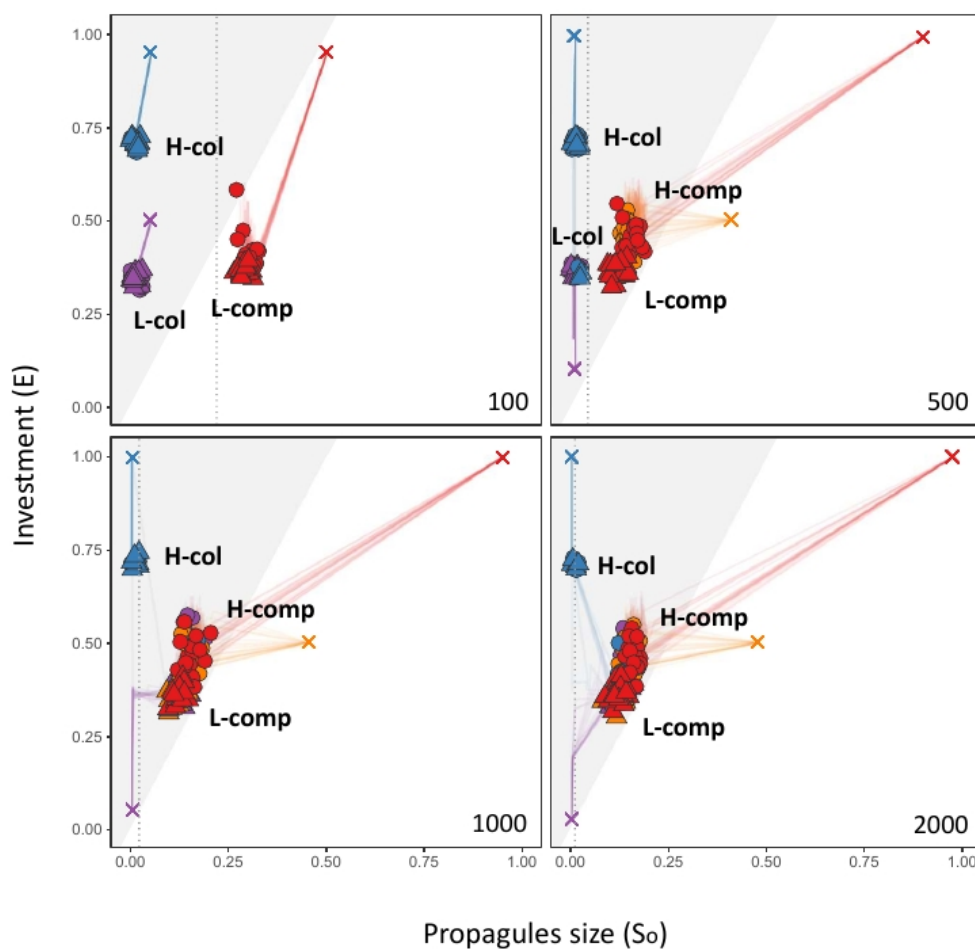 1.00
0.75
0.50
0.25
0.00
H-col
L-col
L-comp
100
H-col
H-comp
L-col
L-comp
500
1.00
0.75
0.50
0.25
0.00
H-col
H-comp
L-comp
1000
H-col
H-comp
L-comp
2000
0.00 0.25 0.50 0.75 1.00
0.00 0.25 0.50 0.75 1.00
Investment (E)
Propagules size (So)